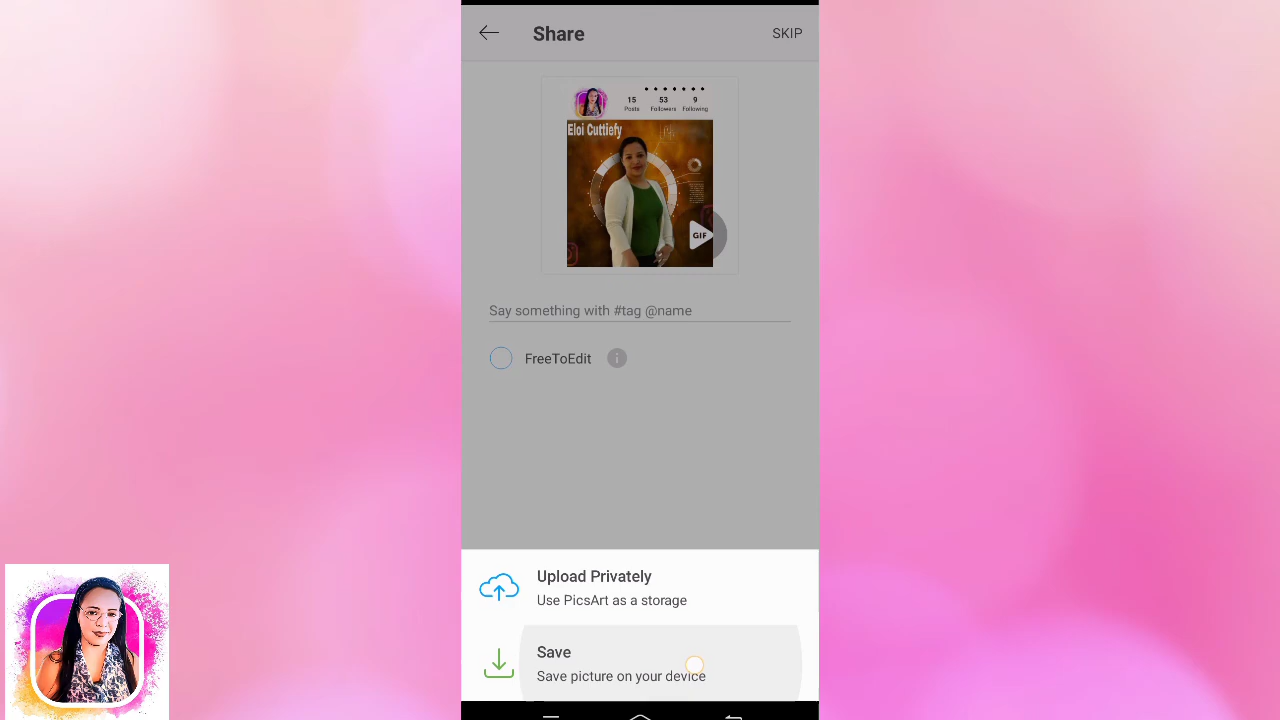 Share
SKIP
15
53
9
Posts
Followers
Following
Eloi Cuttiefy
GIF
Say something with #tag @name
FreeToEdit
Upload Privately
Use PicsArt as a storage
Save
Save picture on your device